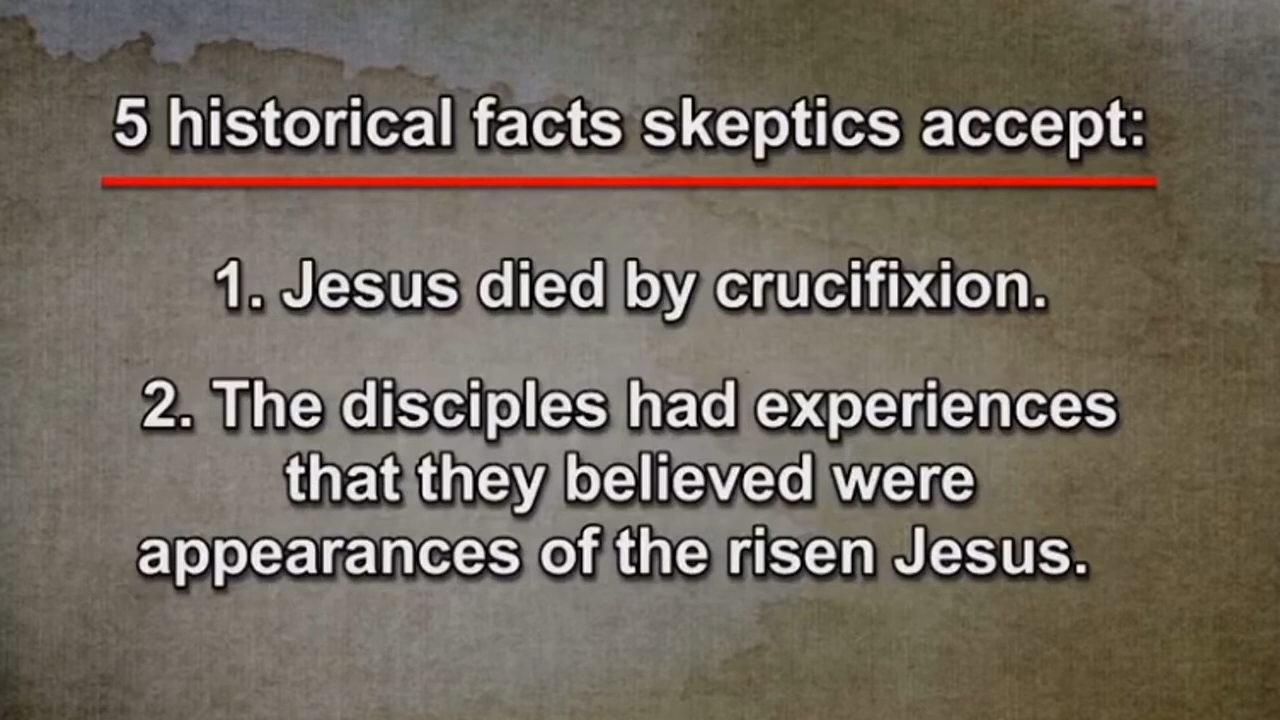 5 historical facts skeptics accept:
1. Jesus died by crucifixion.
2. The disciples had experiences
that they believed were
appearances of the risen Jesus.